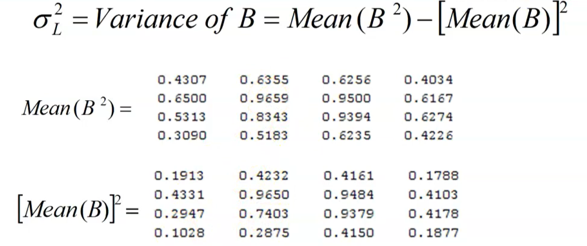 σ²_L = Variance of B = Mean(B²) − [Mean(B)]²
Mean(B²) =
0.4307 0.6355 0.6256 0.4034
0.6500 0.9659 0.9500 0.6167
0.5313 0.8343 0.9394 0.6274
0.3090 0.5183 0.6235 0.4226
[Mean(B)]² =
0.1913 0.4232 0.4161 0.1788
0.4331 0.9650 0.9484 0.4103
0.2947 0.7403 0.9379 0.4178
0.1028 0.2875 0.4150 0.1877